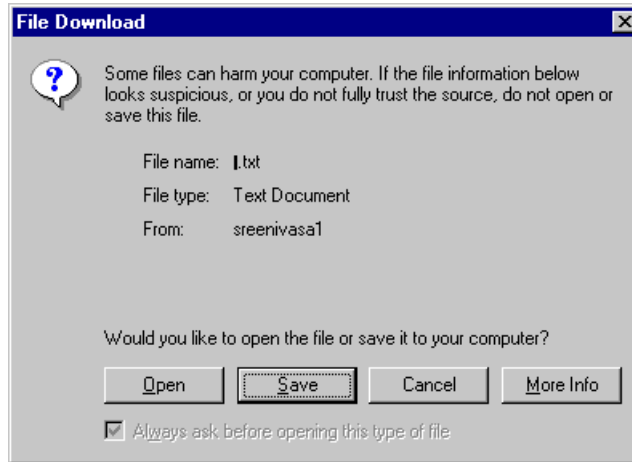 File Download
Some files can harm your computer. If the file information below
looks suspicious, or you do not fully trust the source, do not open or
save this file.
File name: .txt
File type: Text Document
From: sreenivasa1
Would you like to open the file or save it to your computer?
Open Save Cancel More Info
Always ask before opening this type of file